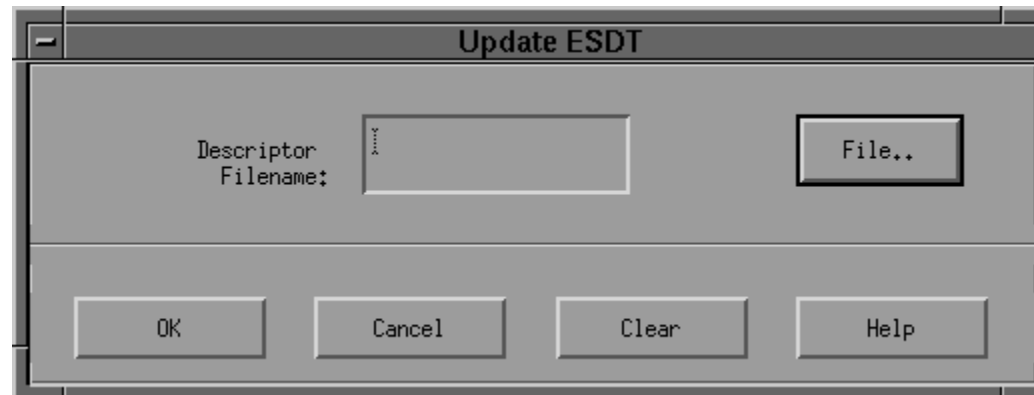 Update ESDT
Descriptor
Filename:
File..
OK
Cancel
Clear
Help